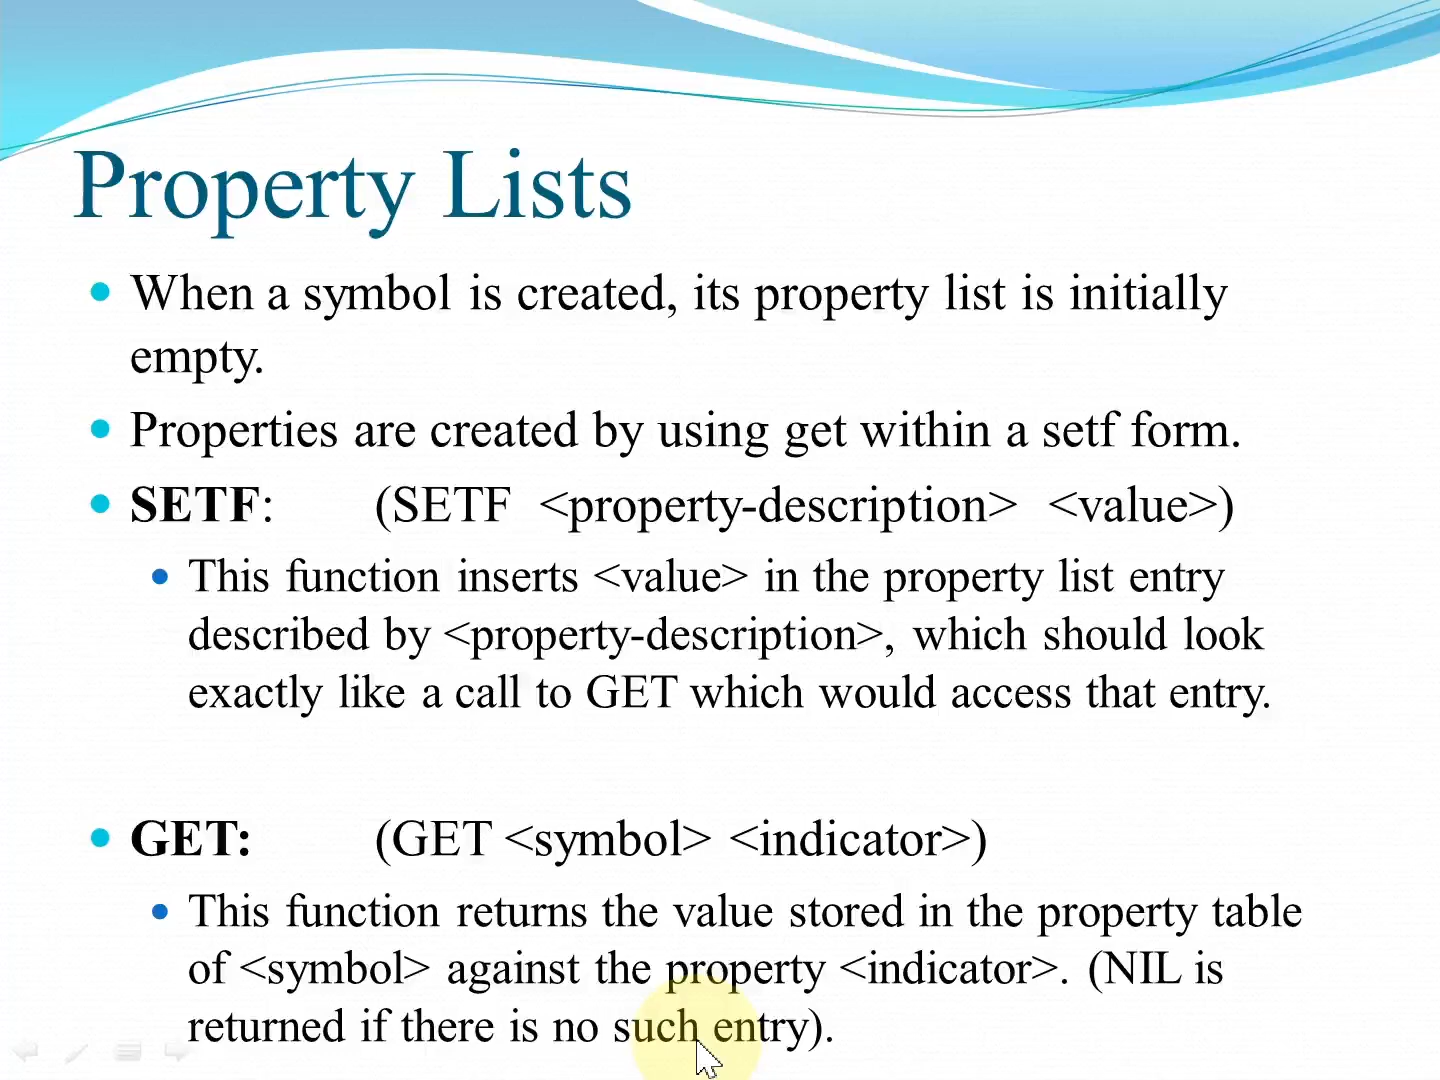 Property Lists
When a symbol is created, its property list is initially
empty.
Properties are created by using get within a setf form.
SETF: (SETF <property-description> <value>)
This function inserts <value> in the property list entry
described by <property-description>, which should look
exactly like a call to GET which would access that entry.
GET: (GET <symbol> <indicator>)
This function returns the value stored in the property table
of <symbol> against the property <indicator>. (NIL is
returned if there is no such entry).